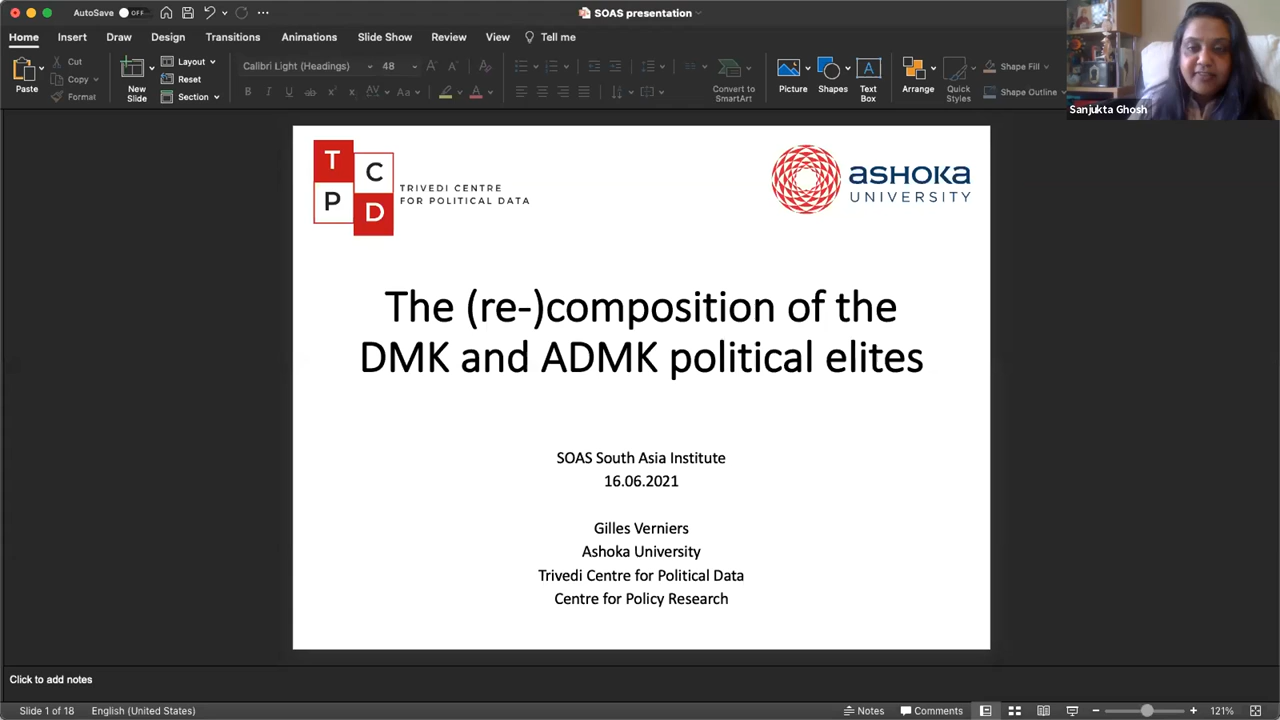 AutoSave OFF
SOAS presentation
Home Insert Draw Design Transitions Animations Slide Show Review View Tell me
Paste
Cut
Copy
Format
New Slide
Layout
Reset
Section
Calibri Light (Headings) 48
Convert to SmartArt
Picture
Shapes
Text Box
Arrange
Quick Styles
Shape Fill
Shape Outline
Sanjukta Ghosh
T C
P D
TRIVEDI CENTRE
FOR POLITICAL DATA
ASHOKA
UNIVERSITY
The (re-)composition of the
DMK and ADMK political elites
SOAS South Asia Institute
16.06.2021
Gilles Verniers
Ashoka University
Trivedi Centre for Political Data
Centre for Policy Research
Click to add notes
Slide 1 of 18 English (United States) Notes Comments 121%